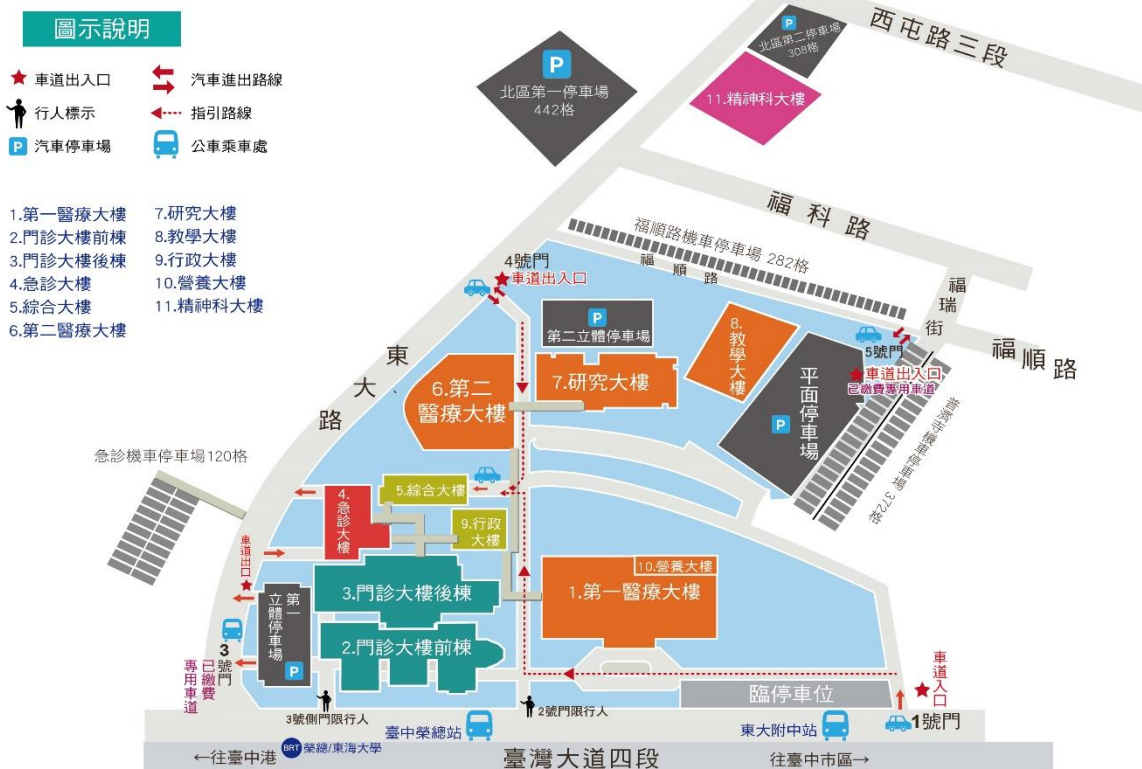 圖示說明
車道出入口
汽車進出路線
行人標示
指引路線
P 汽車停車場
公車乘車處
1.第一醫療大樓
7.研究大樓
2.門診大樓前棟
8.教學大樓
3.門診大樓後棟
9.行政大樓
4.急診大樓
10.營養大樓
5.綜合大樓
11.精神科大樓
6.第二醫療大樓
西屯路三段
P
北區第二停車場
308格
P
北區第一停車場
442格
11.精神科大樓
福科路
福順路機車停車場 282格
福順路
福瑞街
福順路
4號門
車道出入口
P
第二立體停車場
8.教學大樓
5號門
車道出入口
已繳費專用車道
7.研究大樓
6.第二
醫療大樓
平面停車場
P
普濟寺機車停車場 372格
東大路
急診機車停車場120格
5.綜合大樓
4.急診大樓
9.行政
大樓
車道出口
10.營養大樓
1.第一醫療大樓
3.門診大樓後棟
第一
立體停車場
P
2.門診大樓前棟
3號門
已繳費
專用車道
車道入口
臨停車位
1號門
3號側門限行人
2號門限行人
臺中榮總站
東大附中站
BRT 榮總/東海大學
←往臺中港
臺灣大道四段
往臺中市區→